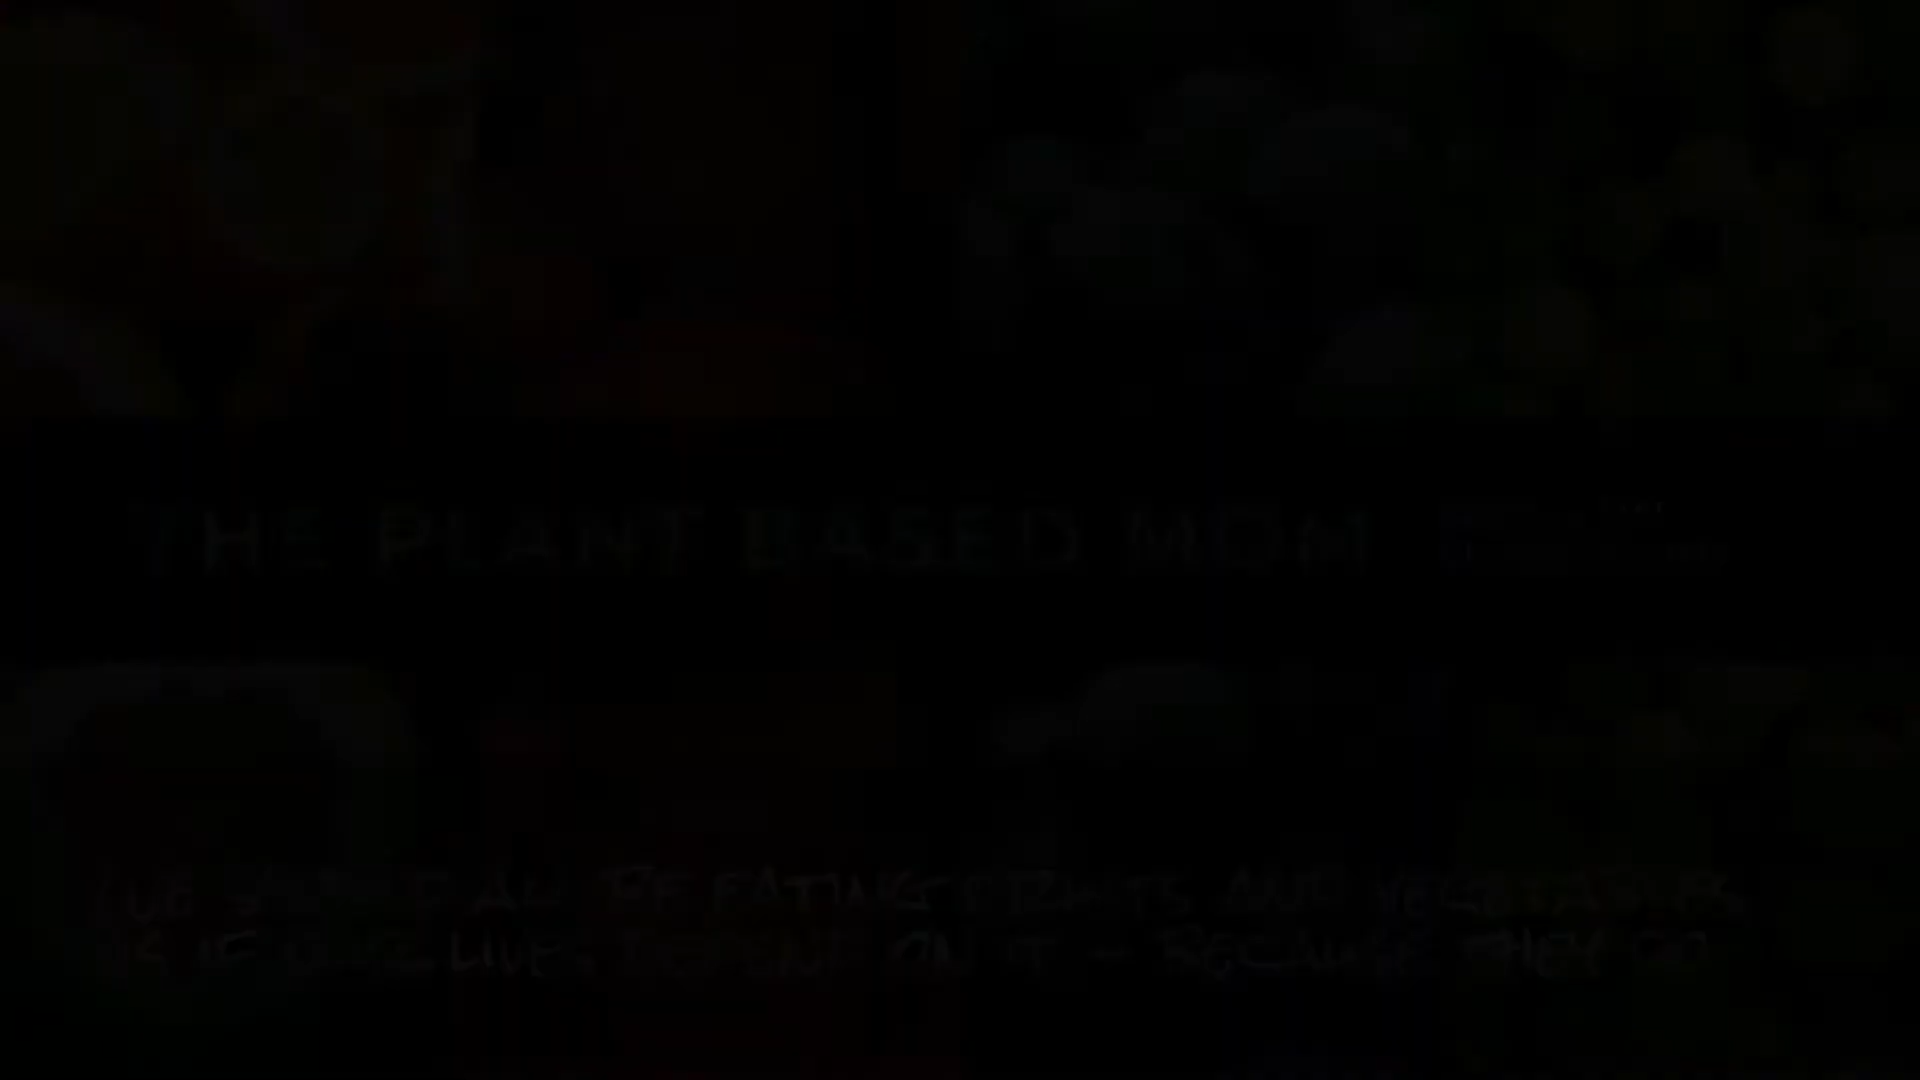 THE PLANT BASED MOM
WE SHOULD ALL BE EATING FRUITS AND VEGETABLES
AS IF OUR LIVES DEPEND ON IT - BECAUSE THEY DO